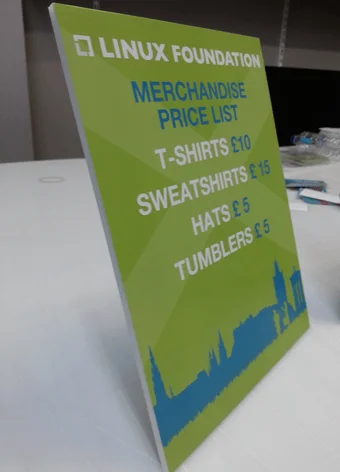 LINUX FOUNDATION
MERCHANDISE
PRICE LIST
T-SHIRTS £10
SWEATSHIRTS £15
HATS £5
TUMBLERS £5